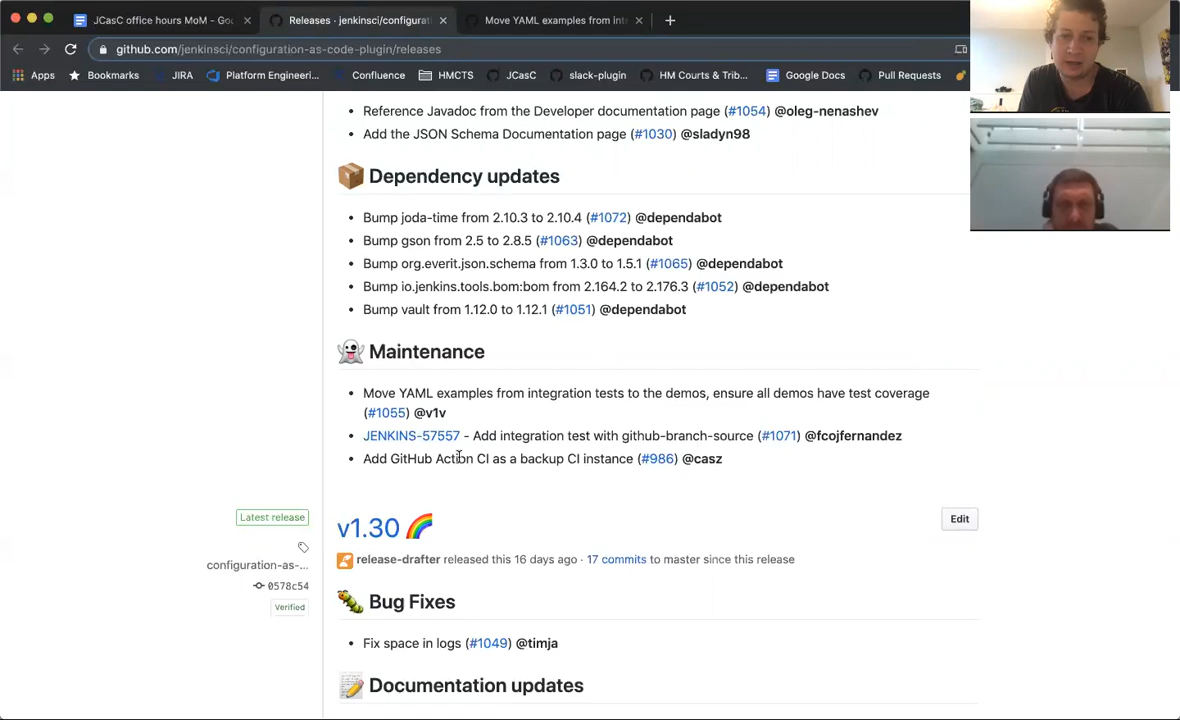 JCasC office hours MoM - Goo
Releases · jenkinsci/configurati
Move YAML examples from inte
github.com/jenkinsci/configuration-as-code-plugin/releases
Apps
Bookmarks
JIRA
Platform Engineeri...
Confluence
HMCTS
JCasC
slack-plugin
HM Courts & Trib...
Google Docs
Pull Requests
• Reference Javadoc from the Developer documentation page (#1054) @oleg-nenashev
• Add the JSON Schema Documentation page (#1030) @sladyn98
Dependency updates
• Bump joda-time from 2.10.3 to 2.10.4 (#1072) @dependabot
• Bump gson from 2.5 to 2.8.5 (#1063) @dependabot
• Bump org.everit.json.schema from 1.3.0 to 1.5.1 (#1065) @dependabot
• Bump io.jenkins.tools.bom:bom from 2.164.2 to 2.176.3 (#1052) @dependabot
• Bump vault from 1.12.0 to 1.12.1 (#1051) @dependabot
Maintenance
• Move YAML examples from integration tests to the demos, ensure all demos have test coverage
(#1055) @v1v
• JENKINS-57557 - Add integration test with github-branch-source (#1071) @fcojfernandez
• Add GitHub Action CI as a backup CI instance (#986) @casz
Latest release
configuration-as-...
0578c54
Verified
v1.30
Edit
release-drafter released this 16 days ago · 17 commits to master since this release
Bug Fixes
• Fix space in logs (#1049) @timja
Documentation updates